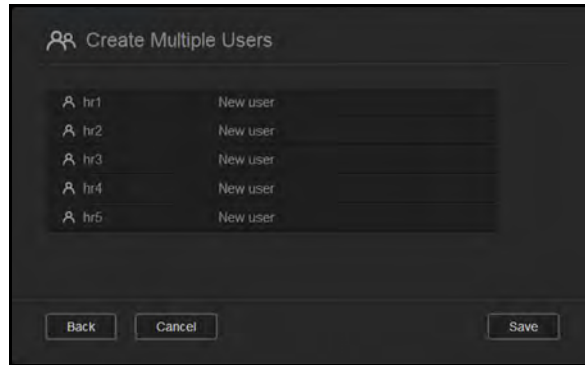 Create Multiple Users
hr1 New user
hr2 New user
hr3 New user
hr4 New user
hr5 New user
Back Cancel Save